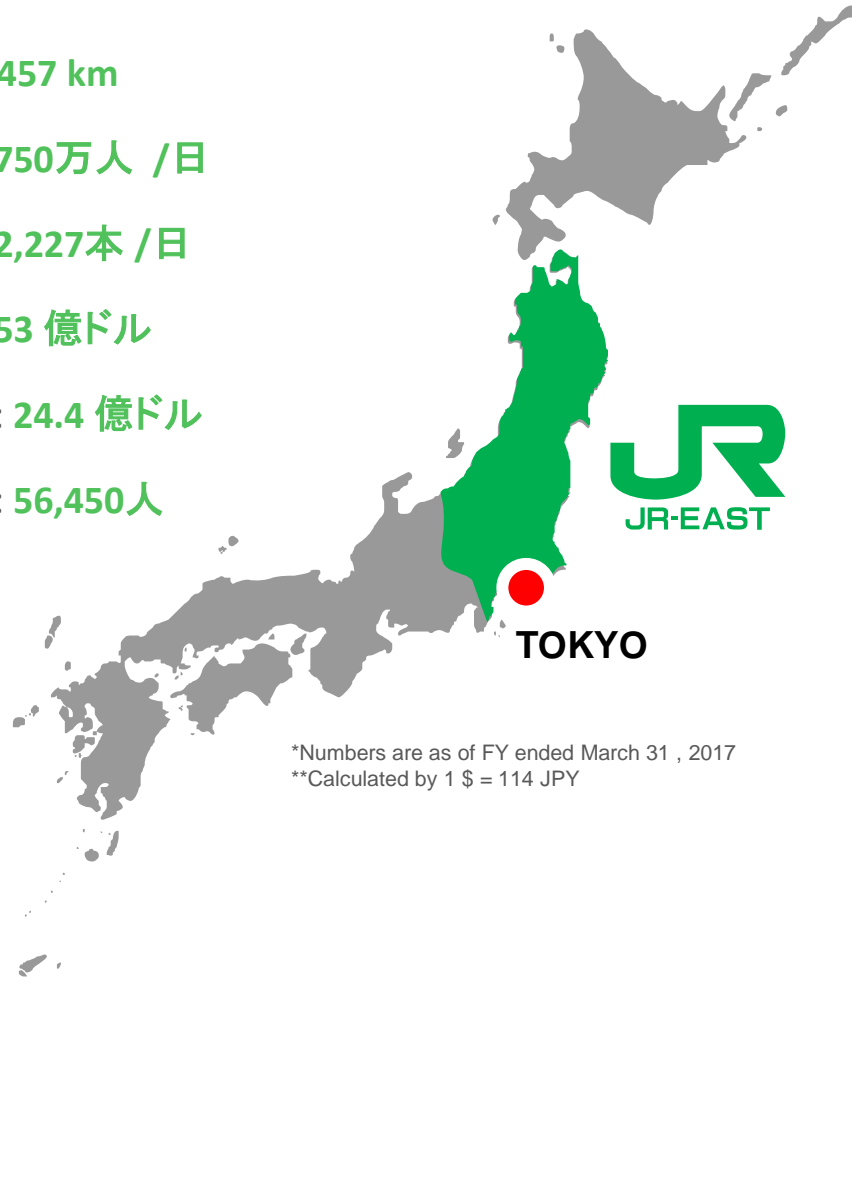 457 km
750万人 /日
2,227本 /日
53 億ドル
: 24.4 億ドル
: 56,450人
JR
JR-EAST
TOKYO
*Numbers are as of FY ended March 31 , 2017
**Calculated by 1 $ = 114 JPY